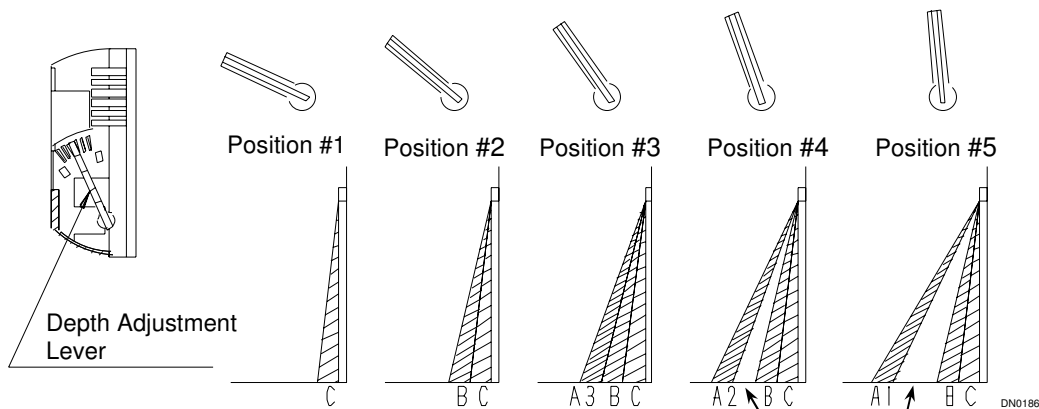 Position #1
Position #2
Position #3
Position #4
Position #5
Depth Adjustment
Lever
C
B C
A3 B C
A2 B C
A1 B C
DN0186